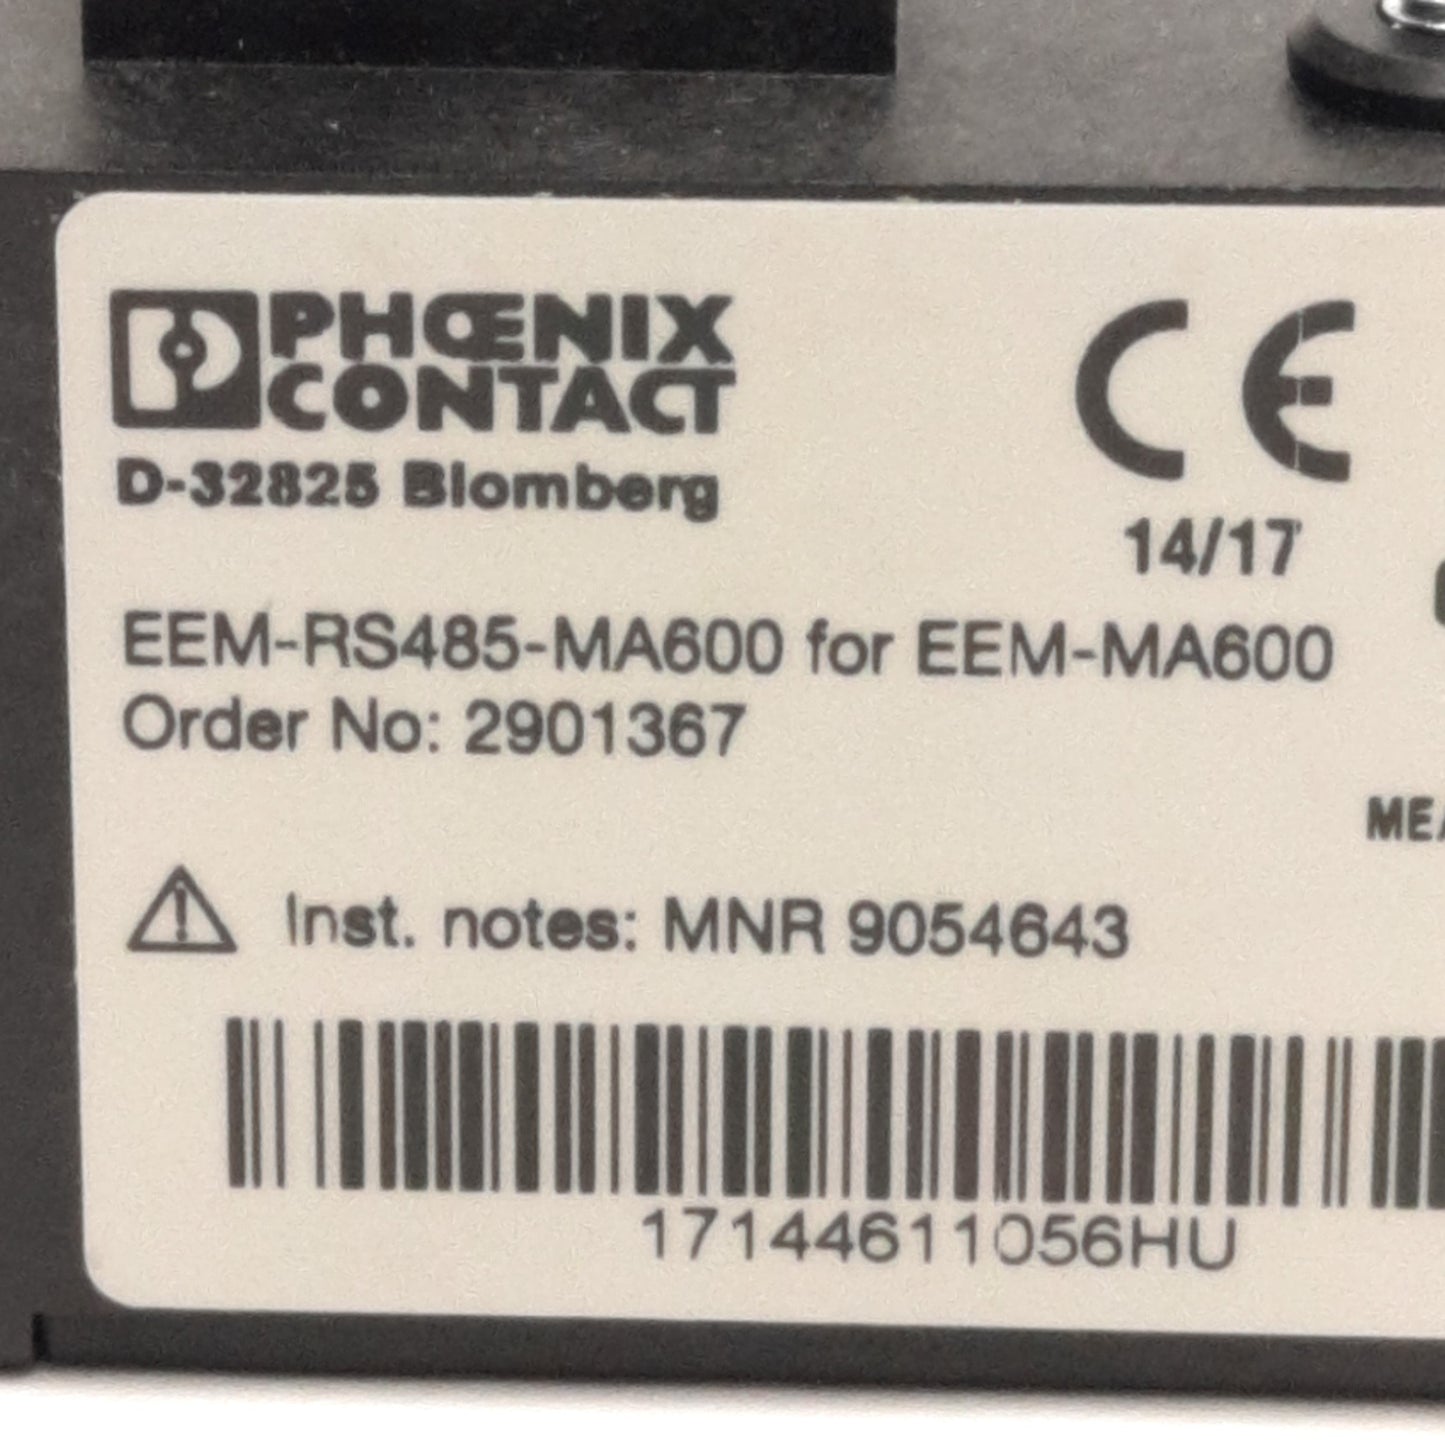 PHŒNIX
CONTACT
D-32825 Blomberg
CE
14/17
EEM-RS485-MA600 for EEM-MA600
Order No: 2901367
Inst. notes: MNR 9054643
17144611056HU